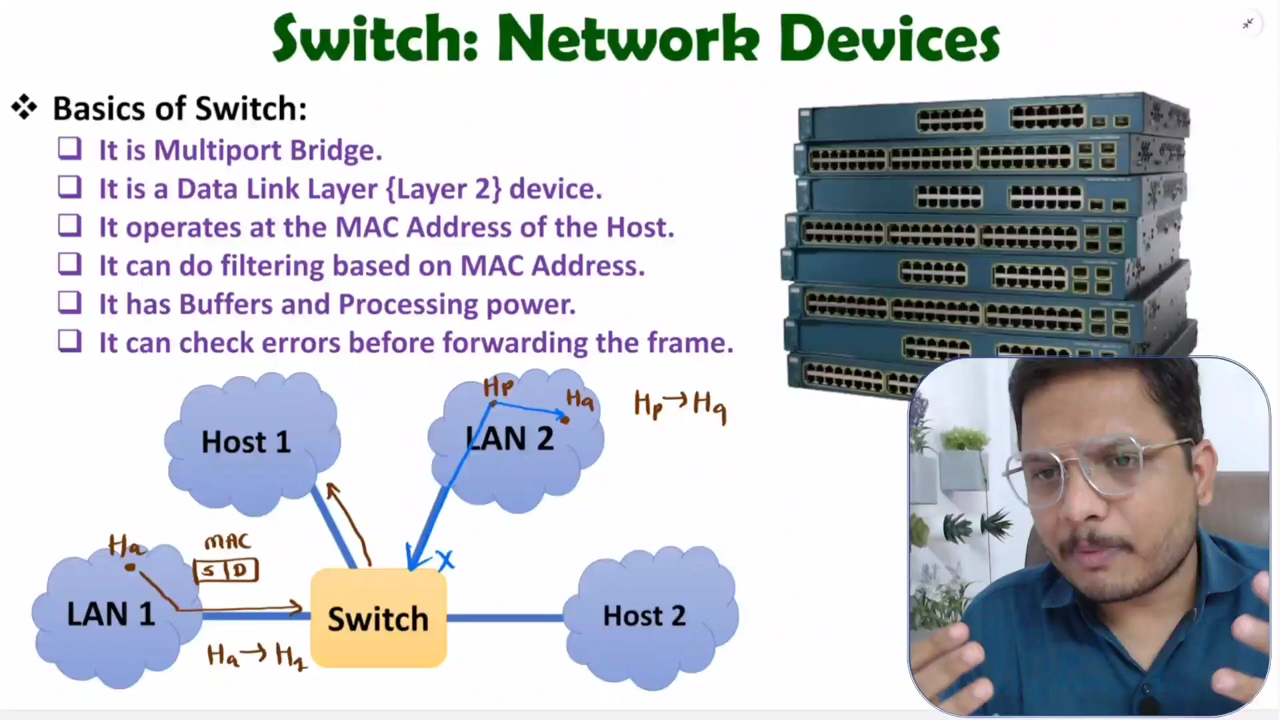 Switch: Network Devices
❖ Basics of Switch:
❑ It is Multiport Bridge.
❑ It is a Data Link Layer {Layer 2} device.
❑ It operates at the MAC Address of the Host.
❑ It can do filtering based on MAC Address.
❑ It has Buffers and Processing power.
❑ It can check errors before forwarding the frame.
Hp
Hq
Hp→Hq
Host 1
LAN 2
X
Ha
MAC
S D
LAN 1
Switch
Host 2
Ha→H1